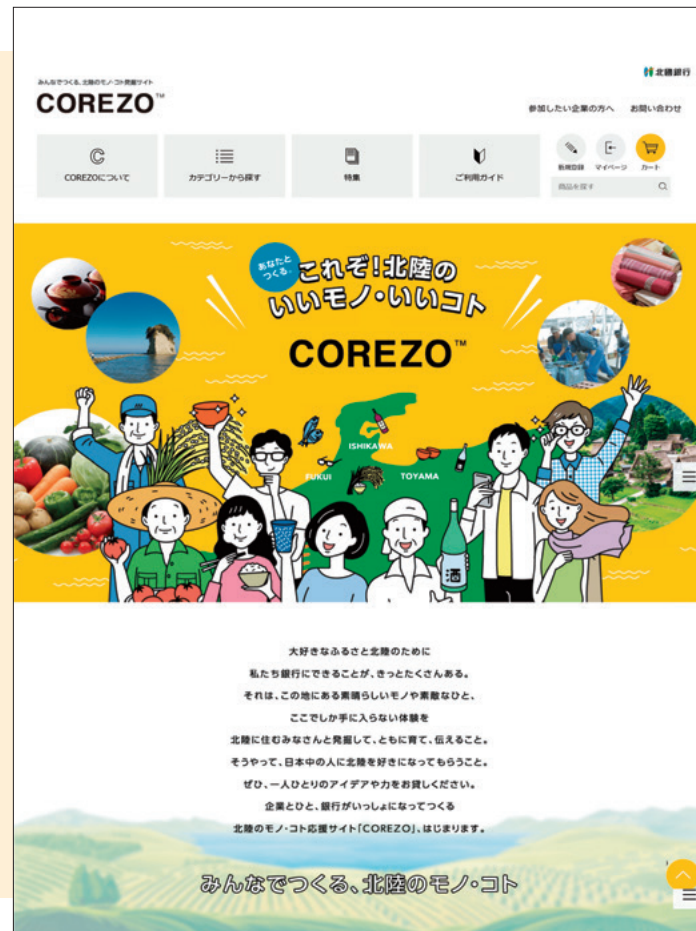 みんなでつくる、北陸のモノ・コト発掘サイト
COREZO™
北國銀行
参加したい企業の方へ お問い合わせ
COREZOについて
カテゴリーから探す
特集
ご利用ガイド
新規登録 マイページ カート
商品を探す
あなたと
つくる。
これぞ!北陸の
いいモノ・いいコト
COREZO™
ISHIKAWA
FUKUI
TOYAMA
酒
大好きなふるさと北陸のために
私たち銀行にできることが、きっとたくさんある。
それは、この地にある素晴らしいモノや素敵なひと、
ここでしか手に入らない体験を
北陸に住むみなさんと発掘して、ともに育て、伝えること。
そうやって、日本中の人に北陸を好きになってもらうこと。
ぜひ、一人ひとりのアイデアや力をお貸しください。
企業とひと、銀行がいっしょになってつくる
北陸のモノ・コト応援サイト「COREZO」、はじまります。
みんなでつくる、北陸のモノ・コト